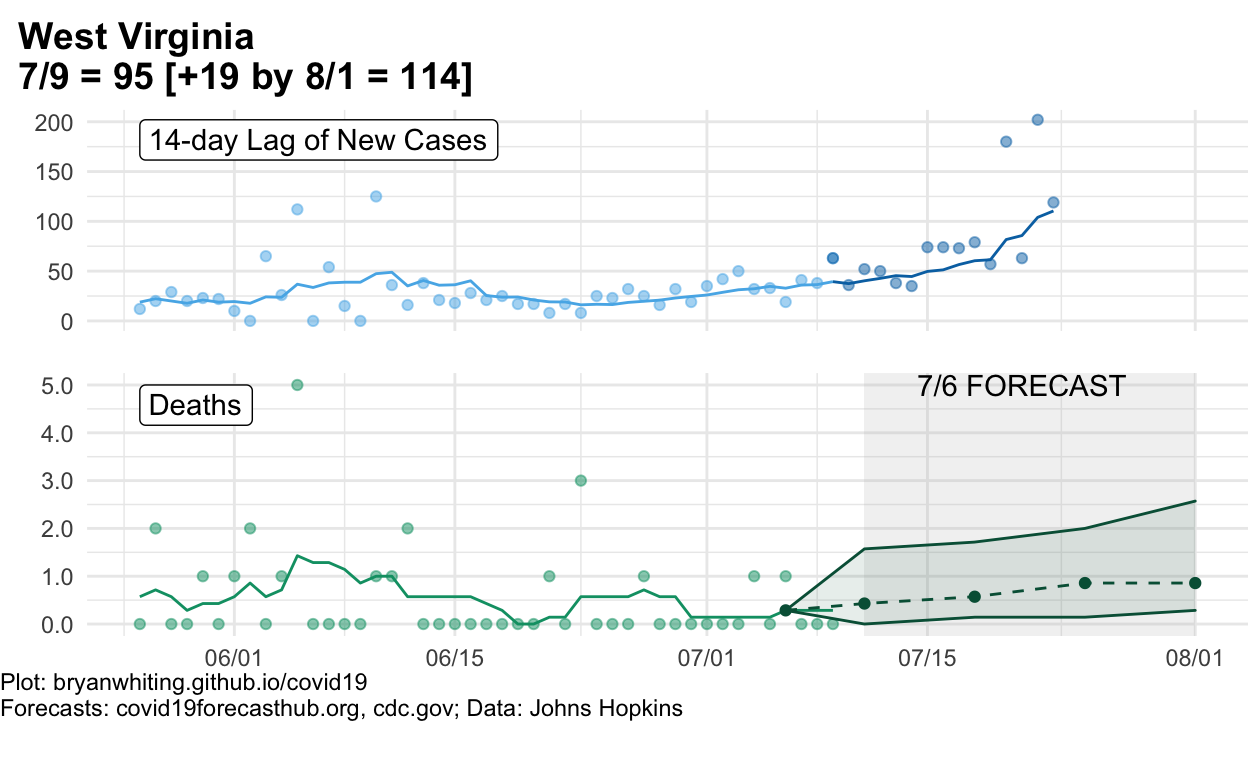 West Virginia
7/9 = 95 [+19 by 8/1 = 114]
200
14-day Lag of New Cases
150
100
50
0
5.0
7/6 FORECAST
Deaths
4.0
3.0
2.0
1.0
0.0
06/01 06/15 07/01 07/15 08/01
Plot: bryanwhiting.github.io/covid19
Forecasts: covid19forecasthub.org, cdc.gov; Data: Johns Hopkins